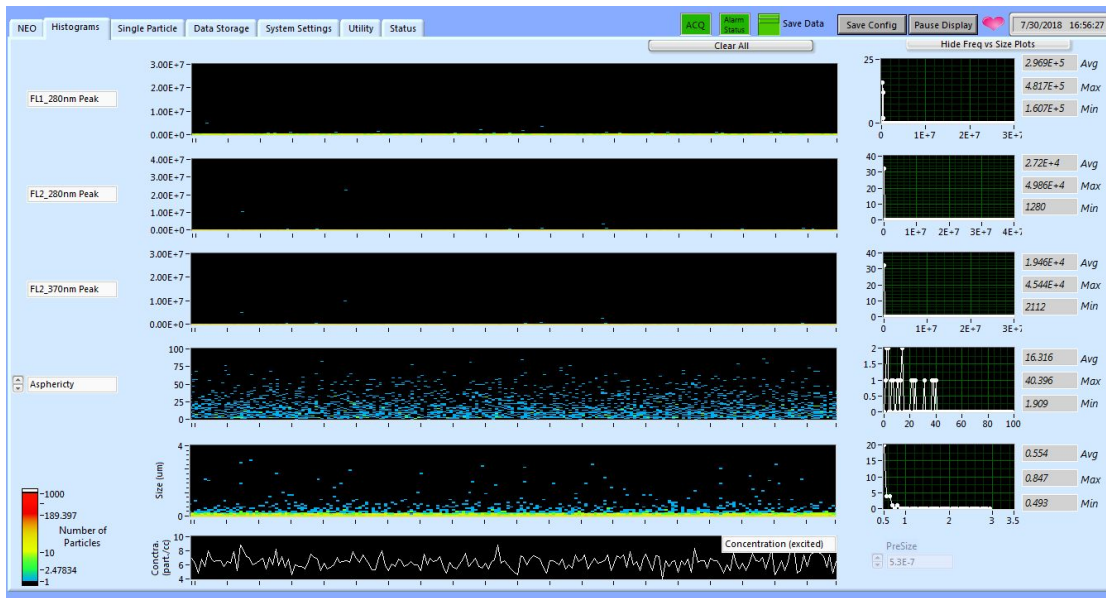 NEO Histograms Single Particle Data Storage System Settings Utility Status ACQ Alarm Status Save Data Save Config Pause Display 7/30/2018 16:56:27
Clear All Hide Freq vs Size Plots
FL1_280nm Peak
3.00E+7
2.00E+7
1.00E+7
0.00E+0
25
0
0 1E+7 2E+7 3E+7
2.969E+5 Avg
4.817E+5 Max
1.607E+5 Min
FL2_280nm Peak
4.00E+7
3.00E+7
2.00E+7
1.00E+7
0.00E+0
40
30
20
10
0
0 1E+7 2E+7 3E+7 4E+7
2.72E+4 Avg
4.986E+4 Max
1280 Min
FL2_370nm Peak
3.00E+7
2.00E+7
1.00E+7
0.00E+0
40
30
20
10
0
0 1E+7 2E+7 3E+7
1.946E+4 Avg
4.544E+4 Max
2112 Min
Asphericty
100
75
50
25
0
2
1.5
1
0.5
0
0 20 40 60 80 100
16.316 Avg
40.396 Max
1.909 Min
Size (um)
4
0
20
15
10
5
0
0.5 1 2 3 3.5
0.554 Avg
0.847 Max
0.493 Min
1000
189.397
10
2.47834
1
Number of
Particles
Conctra.
(part./cc)
10
8
6
4
Concentration (excited)
PreSize
5.3E-7